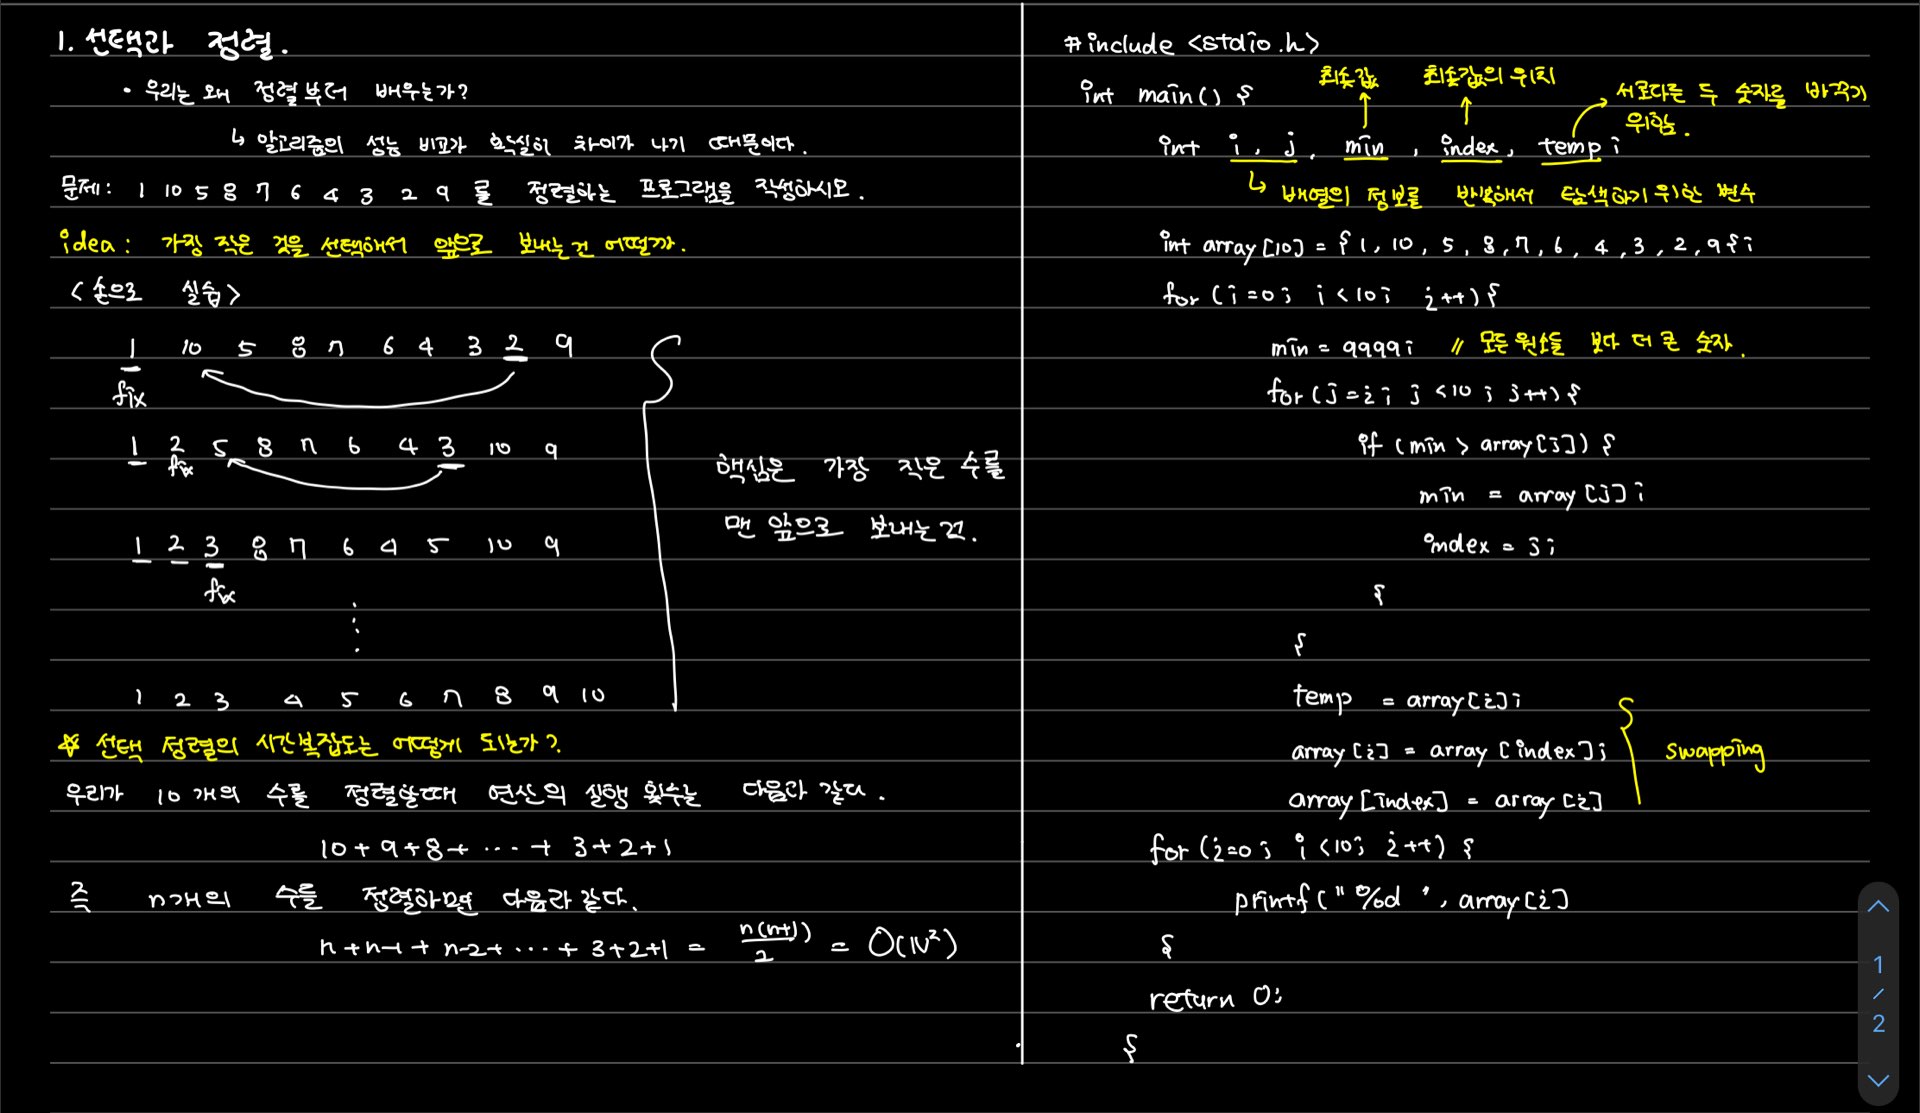 1. 선택과 정렬.
• 우리는 왜 정렬부터 배우는가?
↳ 알고리즘의 성능 비교가 확실히 차이가 나기 때문이다.
문제: 1 10 5 8 7 6 4 3 2 9 를 정렬하는 프로그램을 작성하시오.
idea: 가장 작은 것을 선택해서 앞으로 보내는건 어떨까.
<손으로 실습>
1 10 5 8 7 6 4 3 2 9
fix
1 2 5 8 7 6 4 3 10 9
fix
1 2 3 8 7 6 4 5 10 9
fix
⋮
1 2 3 4 5 6 7 8 9 10
핵심은 가장 작은 수를
맨 앞으로 보내는것.
☆ 선택 정렬의 시간복잡도는 어떻게 되는가?
우리가 10개의 수를 정렬할때 연산의 실행 횟수는 다음과 같다.
10+9+8+ ··· + 3+2+1
즉 n개의 수를 정렬하면 다음과 같다.
n+n-1+ n-2+ ··· + 3+2+1 = n(n+1)/2 = O(N²)
#include <stdio.h>
최솟값 최솟값의 위치
int main() {
서로다른 두 숫자를 바꾸기
위함.
int i, j, min, index, temp;
↳ 배열의 정보를 반복해서 탐색하기 위한 변수
int array[10] = {1, 10, 5, 8, 7, 6, 4, 3, 2, 9};
for (i=0; i<10; i++){
min = 9999; // 모든 원소들 보다 더 큰 숫자.
for (j=i; j<10; j++){
if (min > array[j]) {
min = array[j];
index = j;
}
}
temp = array[i];
array[i] = array[index];
array[index] = array[i]
swapping
for (i=0; i<10; i++) {
printf("%d ", array[i]
}
return 0;
}
1
/
2